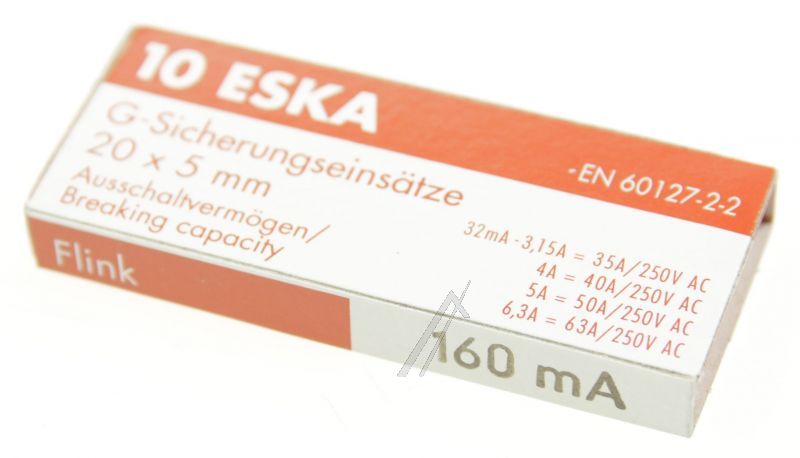 10 ESKA
G-Sicherungseinsätze
20 x 5 mm
Ausschaltvermögen/
Breaking capacity
-EN 60127-2-2
32mA -3,15A = 35A/250V AC
4A = 40A/250V AC
5A = 50A/250V AC
6,3A = 63A/250V AC
Flink
160 mA